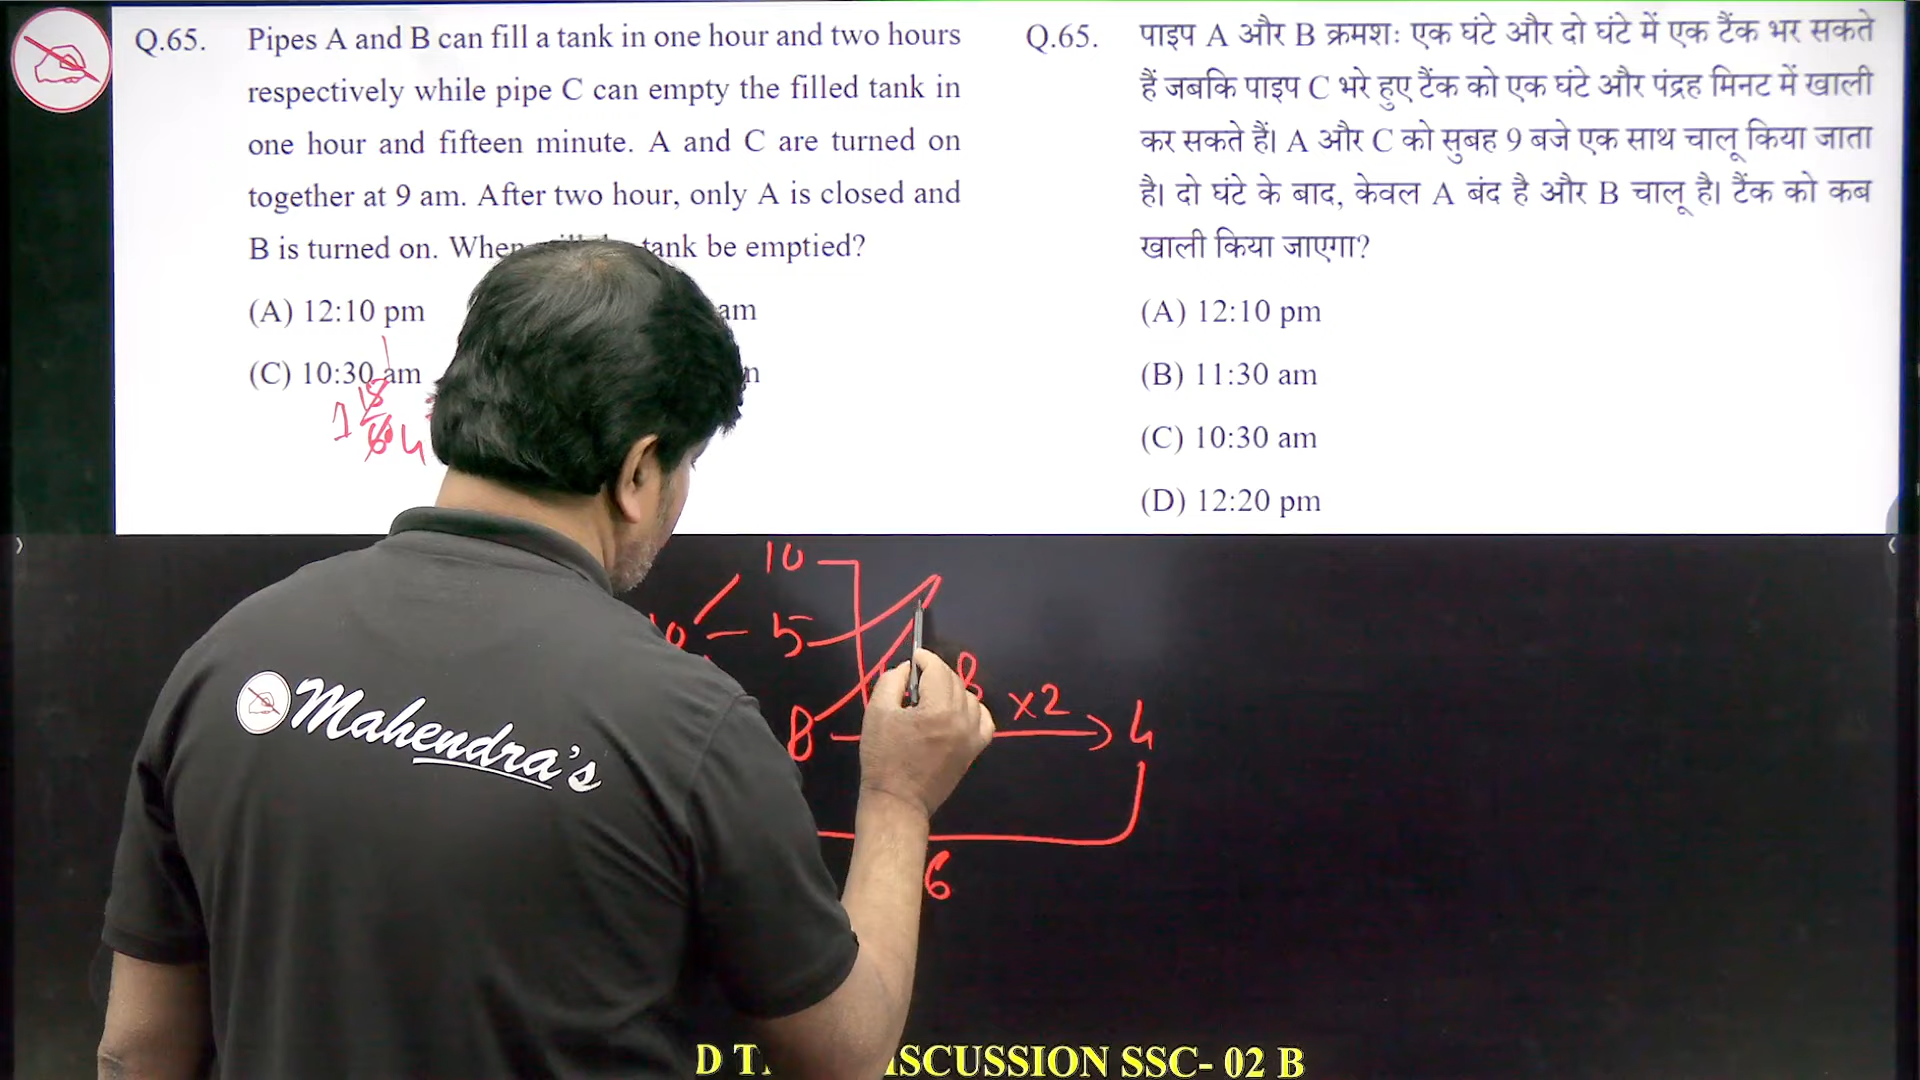 Q.65. Pipes A and B can fill a tank in one hour and two hours
respectively while pipe C can empty the filled tank in
one hour and fifteen minute. A and C are turned on
together at 9 am. After two hour, only A is closed and
B is turned on. When tank be emptied?
(A) 12:10 pm am
(C) 10:30 am
Q.65. पाइप A और B क्रमशः एक घंटे और दो घंटे में एक टैंक भर सकते
हैं जबकि पाइप C भरे हुए टैंक को एक घंटे और पंद्रह मिनट में खाली
कर सकते हैं। A और C को सुबह 9 बजे एक साथ चालू किया जाता
है। दो घंटे के बाद, केवल A बंद है और B चालू है। टैंक को कब
खाली किया जाएगा?
(A) 12:10 pm
(B) 11:30 am
(C) 10:30 am
(D) 12:20 pm
10
5
8 x2 4
6
Mahendra's
D SCUSSION SSC- 02 B